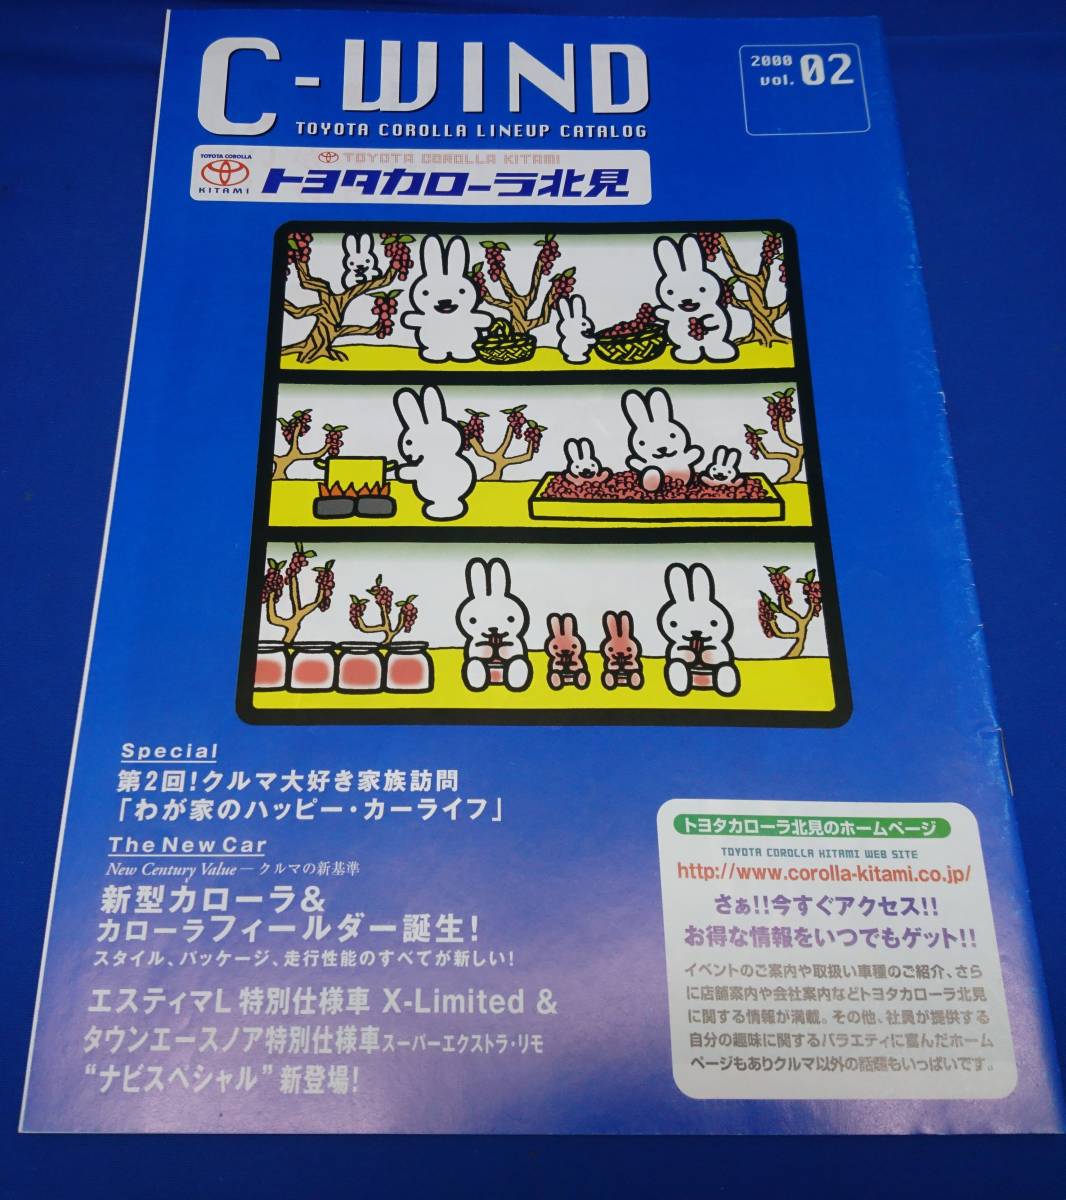 C-WIND
TOYOTA COROLLA LINEUP CATALOG
2000
vol. 02
TOYOTA COROLLA
KITAMI
TOYOTA COROLLA KITAMI
トヨタカローラ北見
Special
第2回!クルマ大好き家族訪問
「わが家のハッピー・カーライフ」
The New Car
New Century Value—クルマの新基準
新型カローラ&
カローラフィールダー誕生!
スタイル、パッケージ、走行性能のすべてが新しい!
エスティマL特別仕様車 X-Limited &
タウンエースノア特別仕様車スーパーエクストラ・リモ
“ナビスペシャル”新登場!
トヨタカローラ北見のホームページ
TOYOTA COROLLA KITAMI WEB SITE
http://www.corolla-kitami.co.jp/
さぁ!!今すぐアクセス!!
お得な情報をいつでもゲット!!
イベントのご案内や取扱い車種のご紹介、さら
に店舗案内や会社案内などトヨタカローラ北見
に関する情報が満載。その他、社員が提供する
自分の趣味に関するバラエティに富んだホーム
ページもありクルマ以外の話題もいっぱいです。